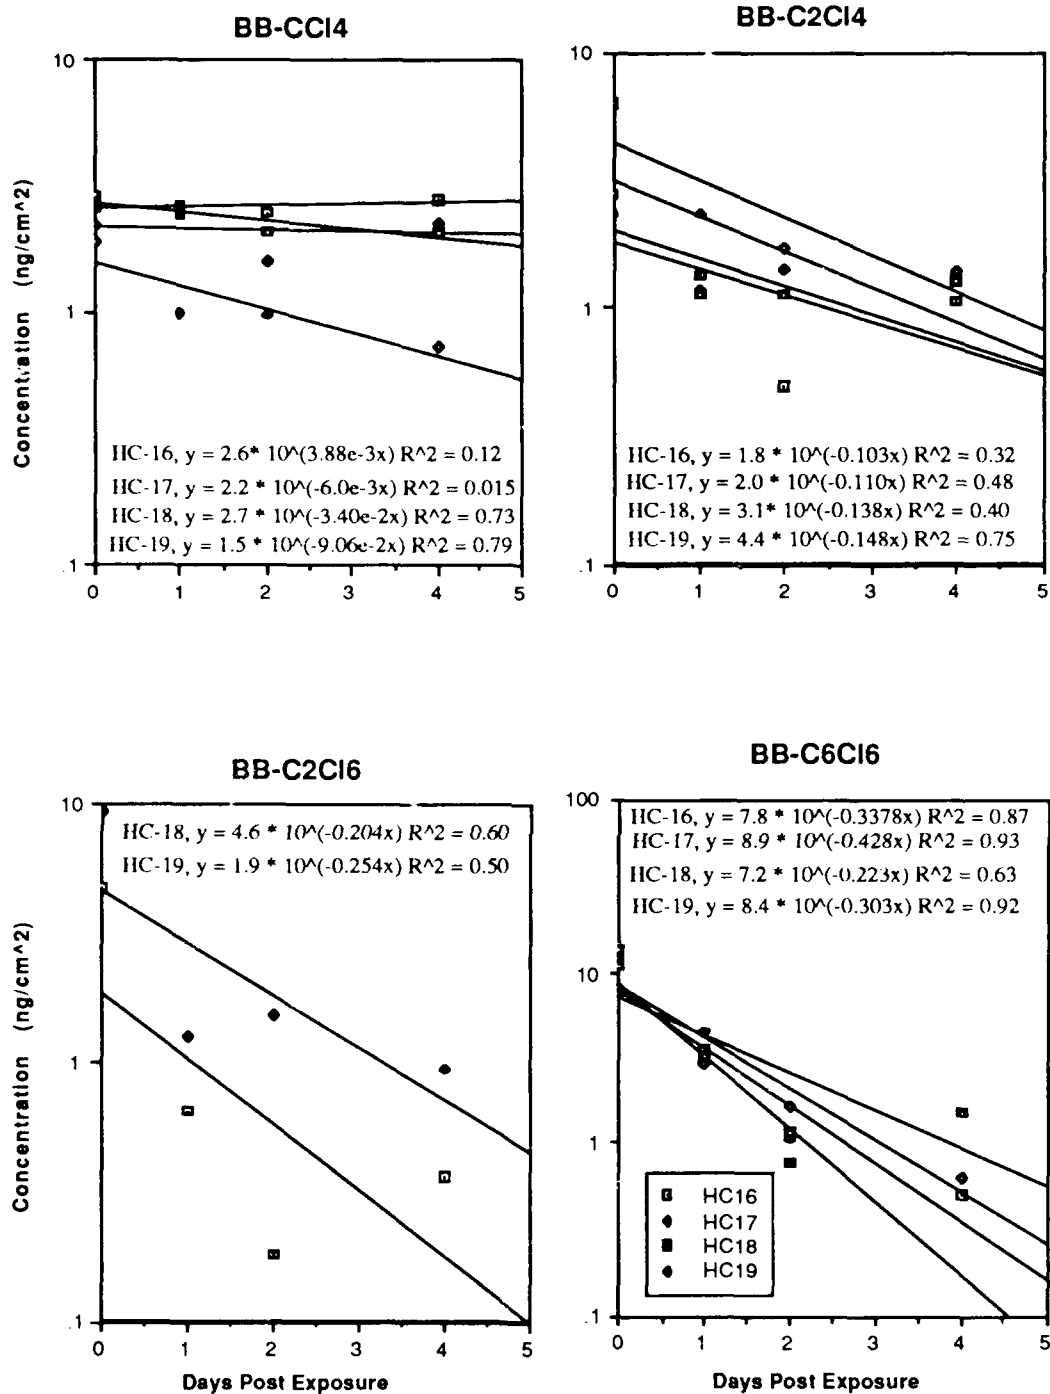 BB-CCl4
10
1
.1
Concentration (ng/cm^2)
HC-16, y = 2.6* 10^(3.88e-3x) R^2 = 0.12
HC-17, y = 2.2 * 10^(-6.0e-3x) R^2 = 0.015
HC-18, y = 2.7 * 10^(-3.40e-2x) R^2 = 0.73
HC-19, y = 1.5 * 10^(-9.06e-2x) R^2 = 0.79
0 1 2 3 4 5
BB-C2Cl4
10
1
.1
HC-16, y = 1.8 * 10^(-0.103x) R^2 = 0.32
HC-17, y = 2.0 * 10^(-0.110x) R^2 = 0.48
HC-18, y = 3.1* 10^(-0.138x) R^2 = 0.40
HC-19, y = 4.4 * 10^(-0.148x) R^2 = 0.75
0 1 2 3 4 5
BB-C2Cl6
10
1
.1
Concentration (ng/cm^2)
HC-18, y = 4.6 * 10^(-0.204x) R^2 = 0.60
HC-19, y = 1.9 * 10^(-0.254x) R^2 = 0.50
0 1 2 3 4 5
Days Post Exposure
BB-C6Cl6
100
10
1
.1
HC-16, y = 7.8 * 10^(-0.3378x) R^2 = 0.87
HC-17, y = 8.9 * 10^(-0.428x) R^2 = 0.93
HC-18, y = 7.2 * 10^(-0.223x) R^2 = 0.63
HC-19, y = 8.4 * 10^(-0.303x) R^2 = 0.92
HC16
HC17
HC18
HC19
0 1 2 3 4 5
Days Post Exposure